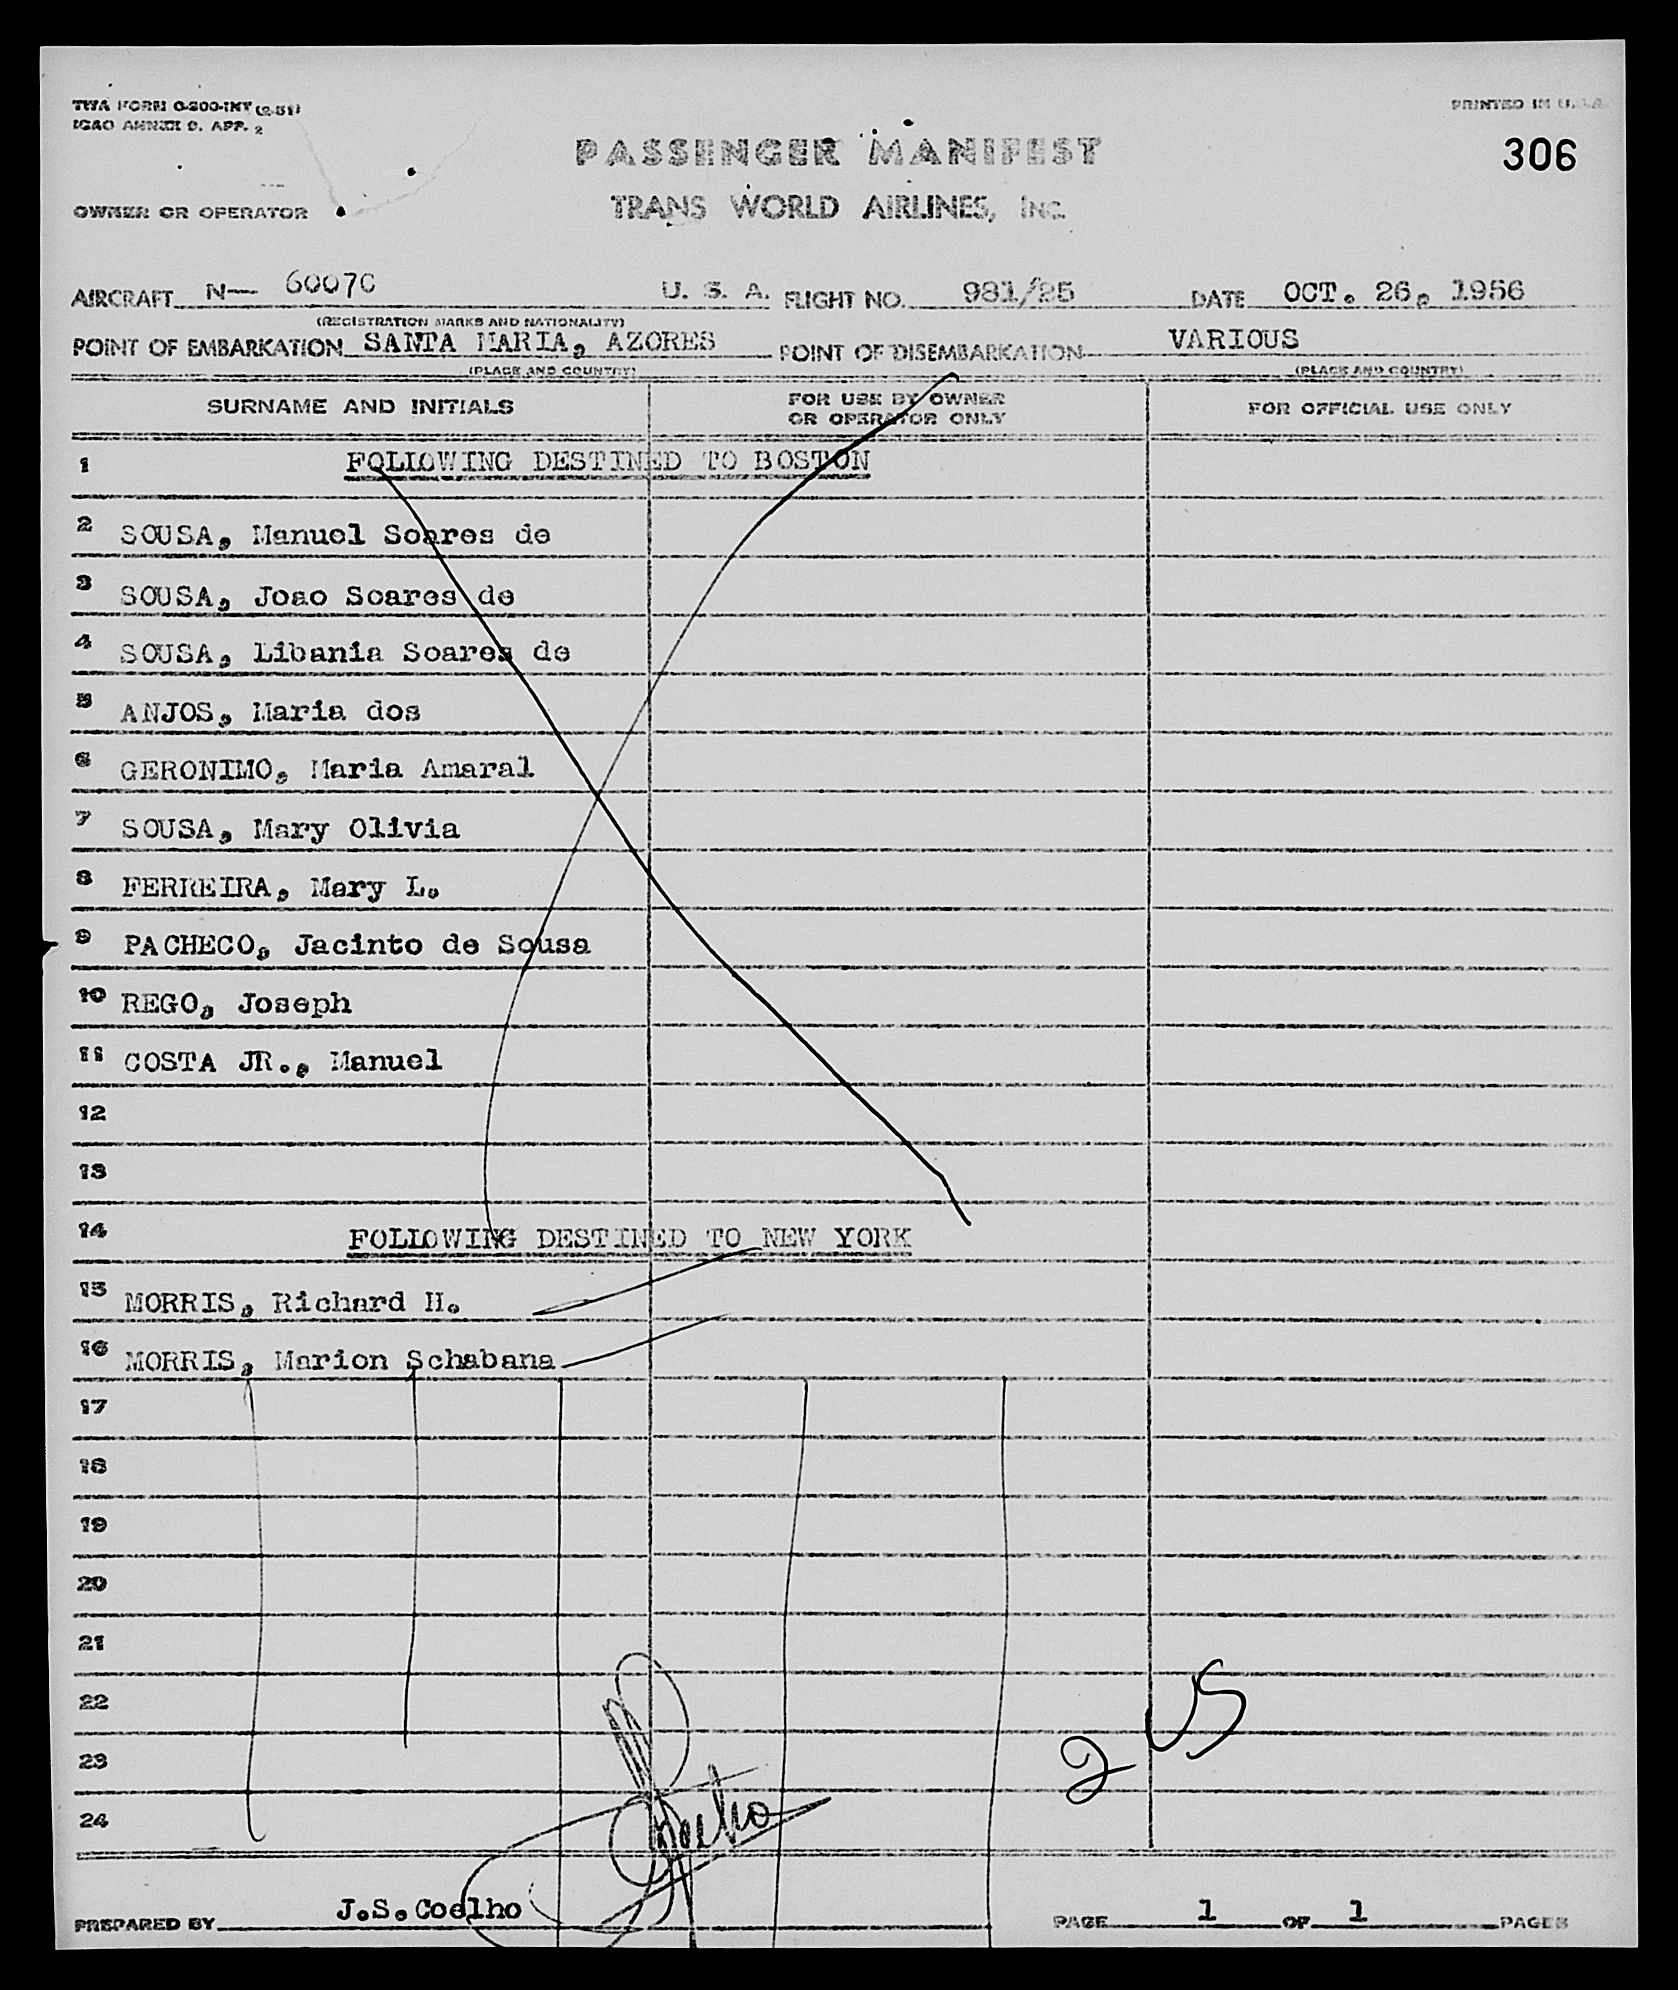 TWA FORM O-300-INT (2-51)
ICAO ANNEX 9. APP. 2
PRINTED IN U.S.A.
PASSENGER MANIFEST
306
OWNER OR OPERATOR
TRANS WORLD AIRLINES, INC.
AIRCRAFT N— 6007C U. S. A. FLIGHT NO. 981/25 DATE OCT. 26, 1956
(REGISTRATION MARKS AND NATIONALITY)
POINT OF EMBARKATION SANTA MARIA, AZORES POINT OF DISEMBARKATION VARIOUS
(PLACE AND COUNTRY) (PLACE AND COUNTRY)
SURNAME AND INITIALS FOR USE BY OWNER OR OPERATOR ONLY FOR OFFICIAL USE ONLY
1 FOLLOWING DESTINED TO BOSTON
2 SOUSA, Manuel Soares de
3 SOUSA, Joao Soares de
4 SOUSA, Libania Soares de
5 ANJOS, Maria dos
6 GERONIMO, Maria Amaral
7 SOUSA, Mary Olivia
8 FERREIRA, Mary L.
9 PACHECO, Jacinto de Sousa
10 REGO, Joseph
11 COSTA JR., Manuel
12
13
14 FOLLOWING DESTINED TO NEW YORK
15 MORRIS, Richard H.
16 MORRIS, Marion Schabana
17
18
19
20
21
22
23
24
2 US
PREPARED BY J.S.Coelho PAGE 1 OF 1 PAGES